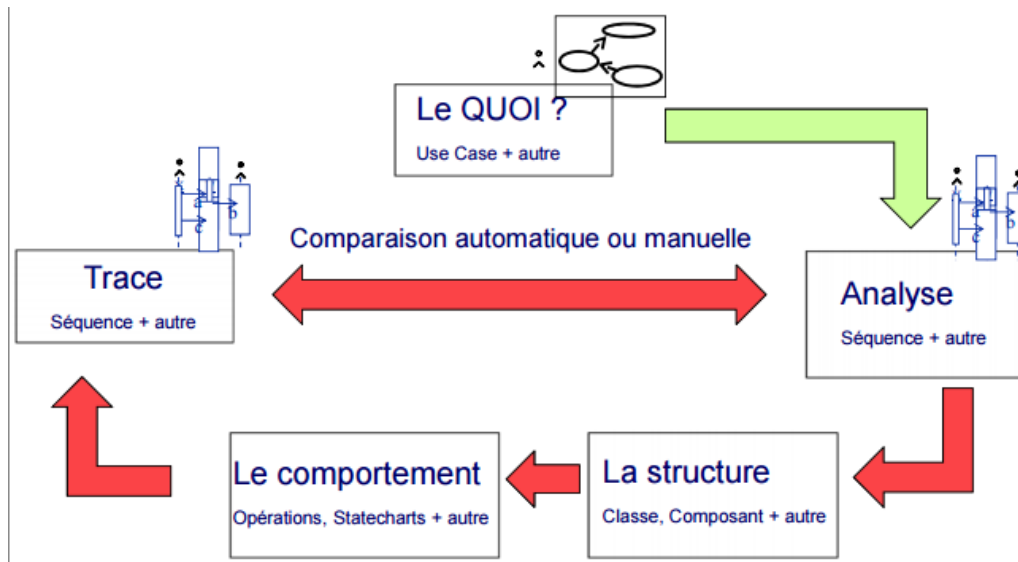 Le QUOI ?
Use Case + autre
Comparaison automatique ou manuelle
Trace
Séquence + autre
Analyse
Séquence + autre
Le comportement
Opérations, Statecharts + autre
La structure
Classe, Composant + autre
a
b
c
a
b
c